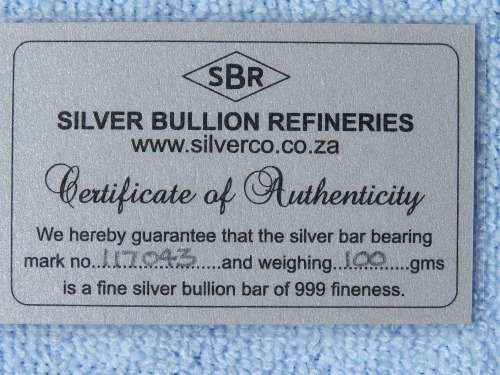 SBR
SILVER BULLION REFINERIES
www.silverco.co.za
Certificate of Authenticity
We hereby guarantee that the silver bar bearing
mark no...117043......and weighing..100.......gms
is a fine silver bullion bar of 999 fineness.